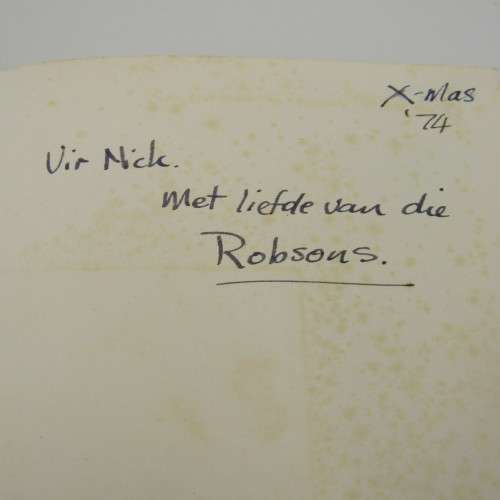 X-mas
'74
Vir Nick.
Met liefde van die
Robsons.